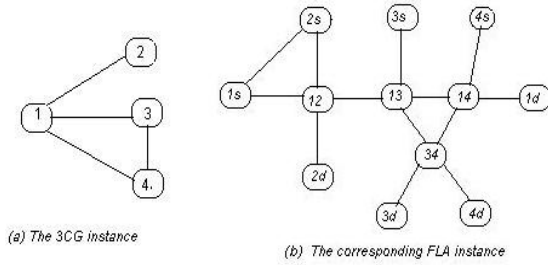 2s 3s 4s
2
1s 12 13 14 1d
1 3
34
4. 2d
3d 4d
(a) The 3CG instance
(b) The corresponding FLA instance